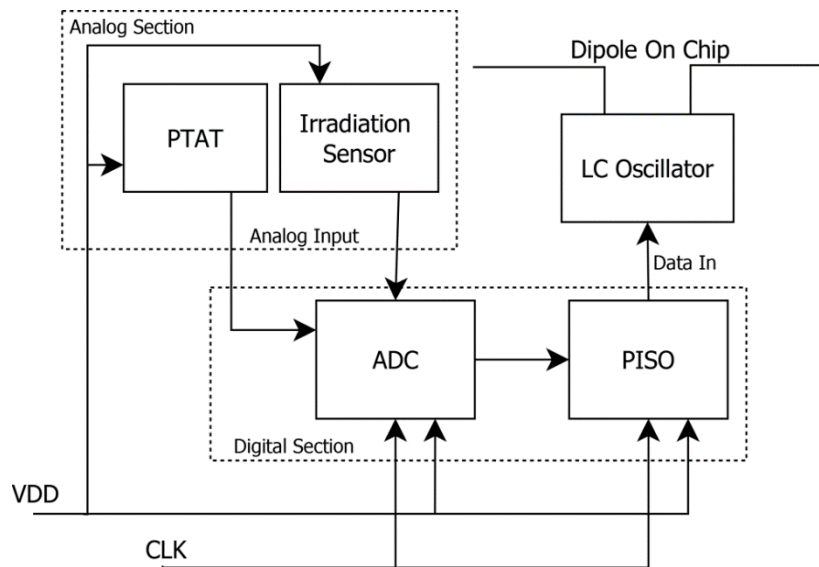 Analog Section
Dipole On Chip
PTAT
Irradiation
Sensor
LC Oscillator
Analog Input
Data In
ADC
PISO
Digital Section
VDD
CLK